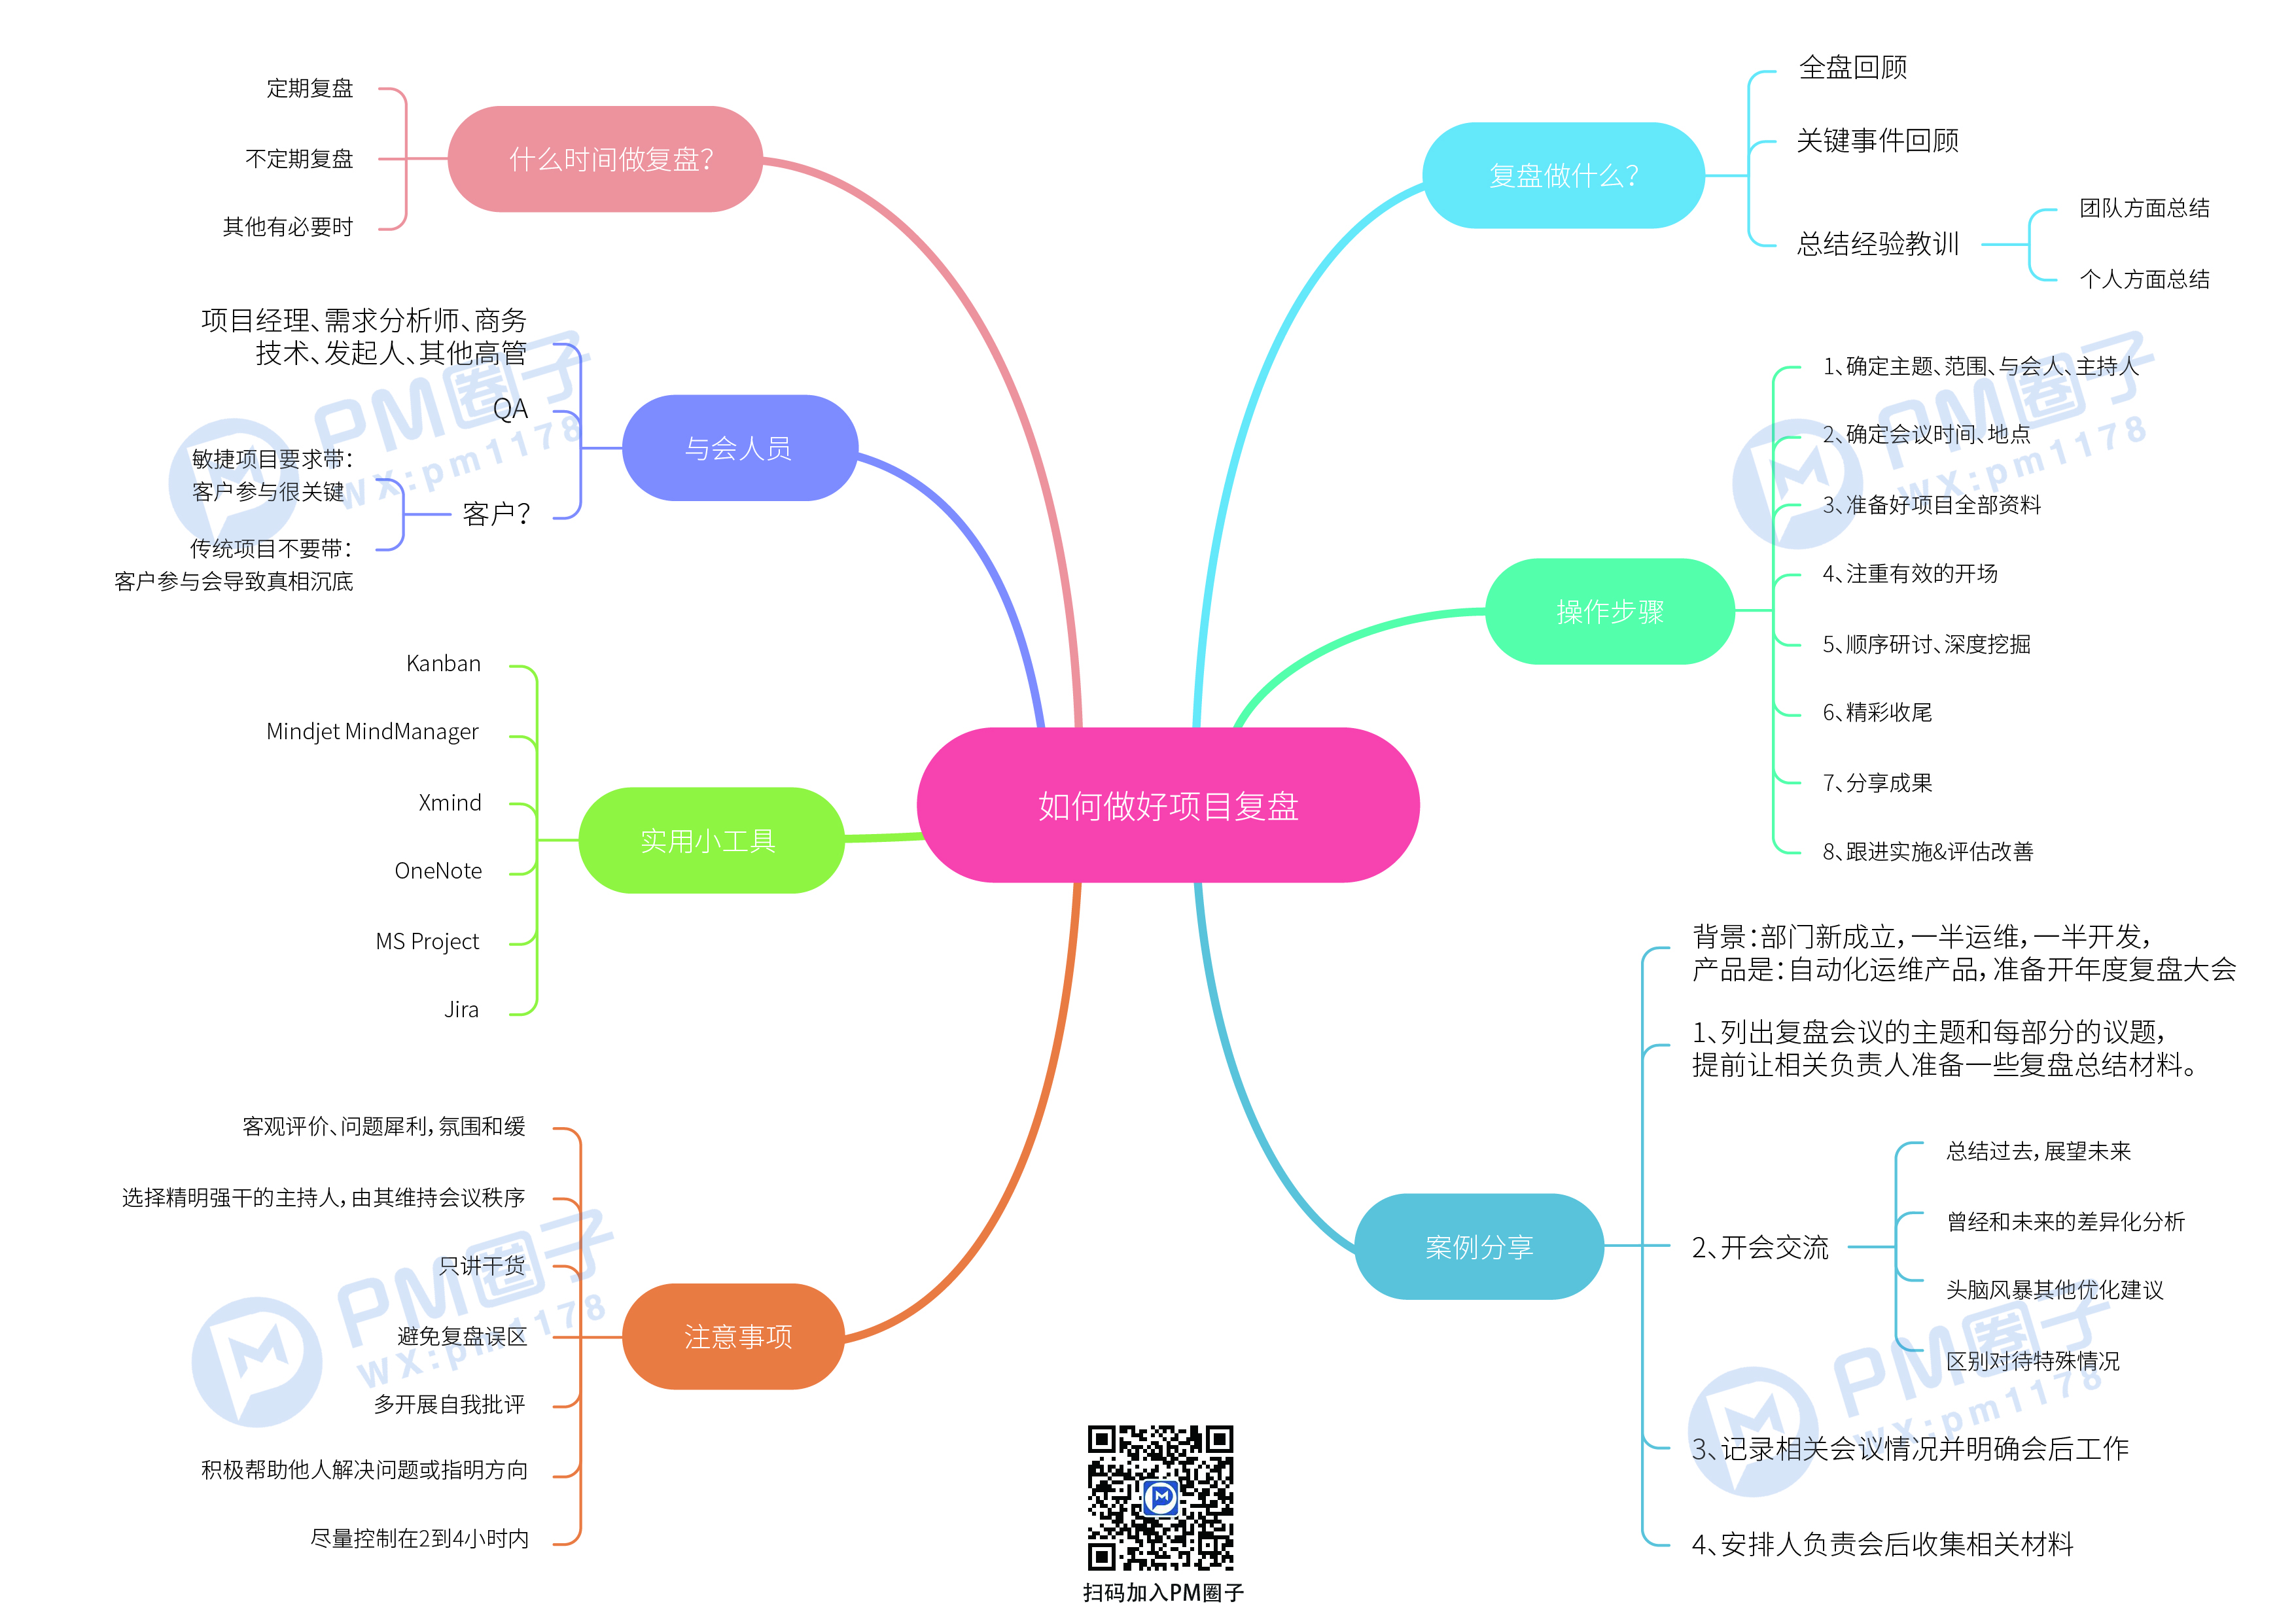 如何做好项目复盘
什么时间做复盘？
定期复盘
不定期复盘
其他有必要时
与会人员
项目经理、需求分析师、商务
技术、发起人、其他高管
QA
客户？
敏捷项目要求带：
客户参与很关键
传统项目不要带：
客户参与会导致真相沉底
实用小工具
Kanban
Mindjet MindManager
Xmind
OneNote
MS Project
Jira
注意事项
客观评价、问题犀利，氛围和缓
选择精明强干的主持人，由其维持会议秩序
只讲干货
避免复盘误区
多开展自我批评
积极帮助他人解决问题或指明方向
尽量控制在2到4小时内
复盘做什么？
全盘回顾
关键事件回顾
总结经验教训
团队方面总结
个人方面总结
操作步骤
1、确定主题、范围、与会人、主持人
2、确定会议时间、地点
3、准备好项目全部资料
4、注重有效的开场
5、顺序研讨、深度挖掘
6、精彩收尾
7、分享成果
8、跟进实施&评估改善
案例分享
背景：部门新成立，一半运维，一半开发，
产品是：自动化运维产品，准备开年度复盘大会
1、列出复盘会议的主题和每部分的议题，
提前让相关负责人准备一些复盘总结材料。
2、开会交流
总结过去，展望未来
曾经和未来的差异化分析
头脑风暴其他优化建议
区别对待特殊情况
3、记录相关会议情况并明确会后工作
4、安排人负责会后收集相关材料
扫码加入PM圈子
PM圈子
wx:pm1178
PM圈子
wx:pm1178
PM圈子
wx:pm1178
PM圈子
wx:pm1178